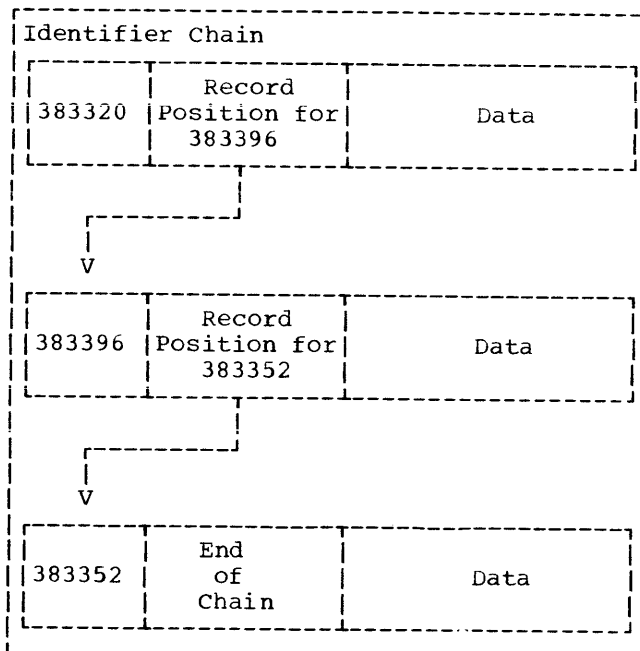 Identifier Chain
Record
383320 Position for Data
383396
V
Record
383396 Position for Data
383352
V
End
383352 of Data
Chain